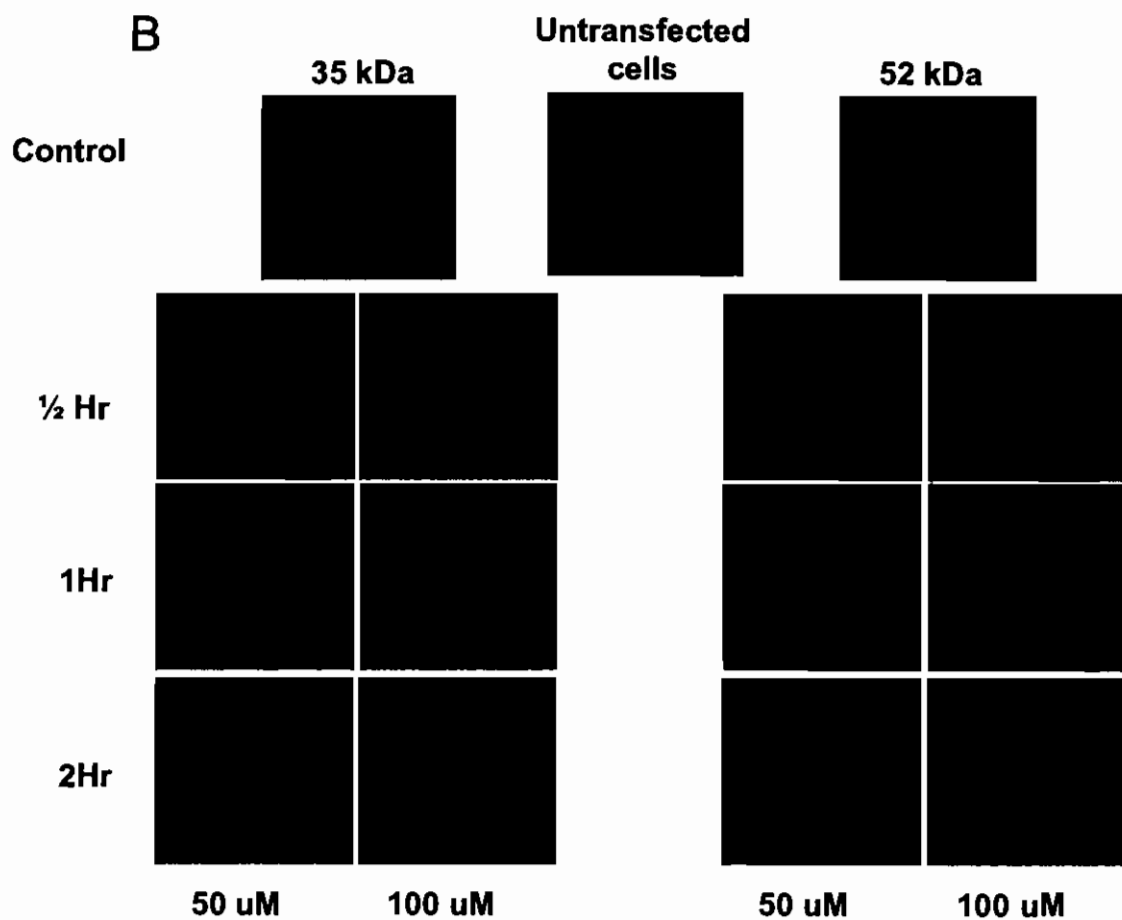 B
35 kDa
Untransfected
cells
52 kDa
Control
½ Hr
1Hr
2Hr
50 uM
100 uM
50 uM
100 uM